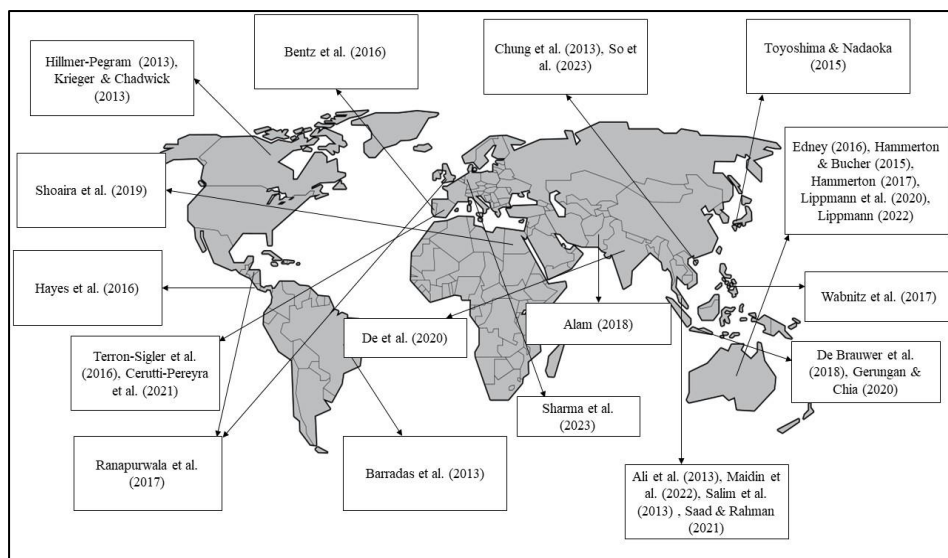 Hillmer-Pegram (2013),
Krieger & Chadwick
(2013)
Bentz et al. (2016)
Chung et al. (2013), So et
al. (2023)
Toyoshima & Nadaoka
(2015)
Edney (2016), Hammerton
& Bucher (2015),
Hammerton (2017),
Lippmann et al. (2020),
Lippmann (2022)
Shoaira et al. (2019)
Hayes et al. (2016)
Wabnitz et al. (2017)
Terron-Sigler et al.
(2016), Cerutti-Pereyra
et al. (2021)
De et al. (2020)
Alam (2018)
De Brauwer et al.
(2018), Gerungan &
Chia (2020)
Sharma et al.
(2023)
Ranapurwala et al.
(2017)
Barradas et al. (2013)
Ali et al. (2013), Maidin et
al. (2022), Salim et al.
(2013) , Saad & Rahman
(2021)